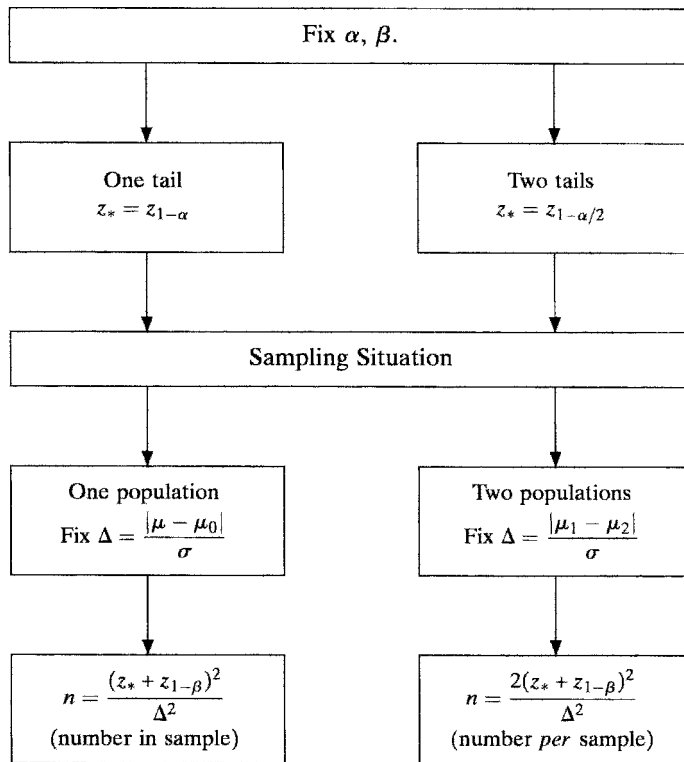 Fix α, β.
One tail
z* = z₁₋α
Two tails
z* = z₁₋α/₂
Sampling Situation
One population
Fix Δ = |μ − μ₀| / σ
Two populations
Fix Δ = |μ₁ − μ₂| / σ
n = (z* + z₁₋β)² / Δ²
(number in sample)
n = 2(z* + z₁₋β)² / Δ²
(number per sample)